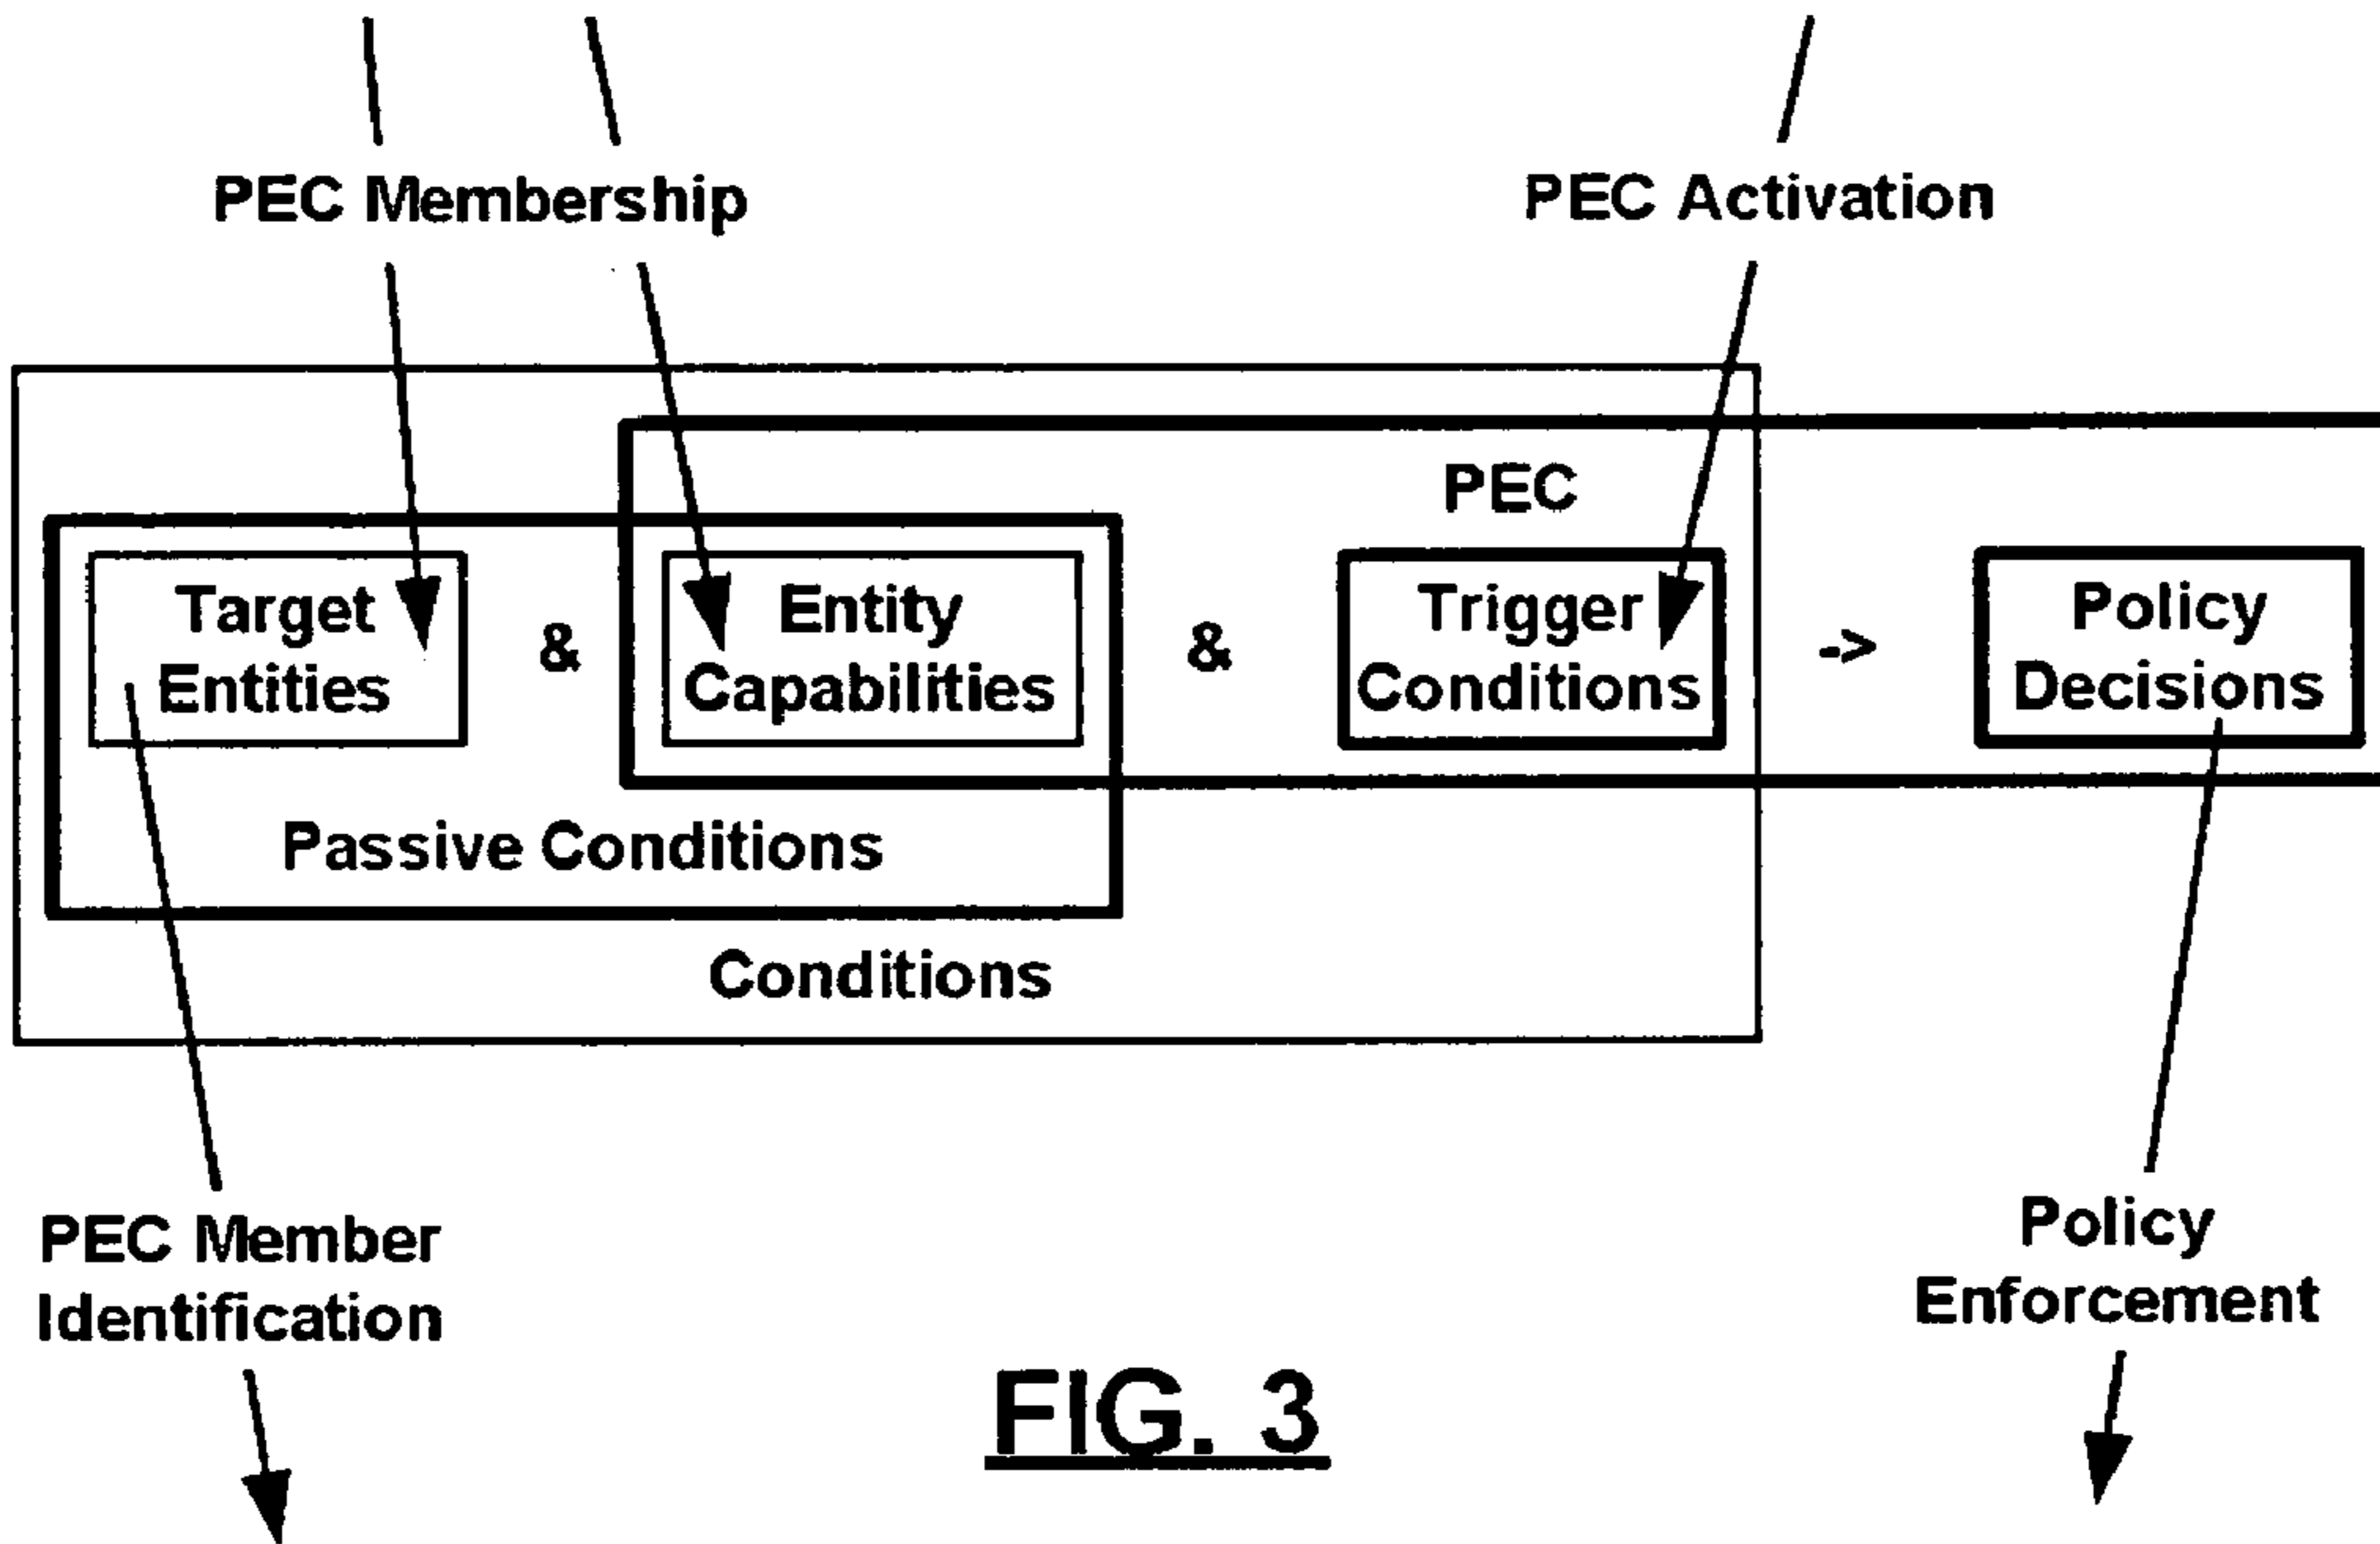 PEC Membership
PEC Activation
PEC
Target
Entities
&
Entity
Capabilities
&
Trigger
Conditions
->
Policy
Decisions
Passive Conditions
Conditions
PEC Member
Identification
Policy
Enforcement
FIG. 3